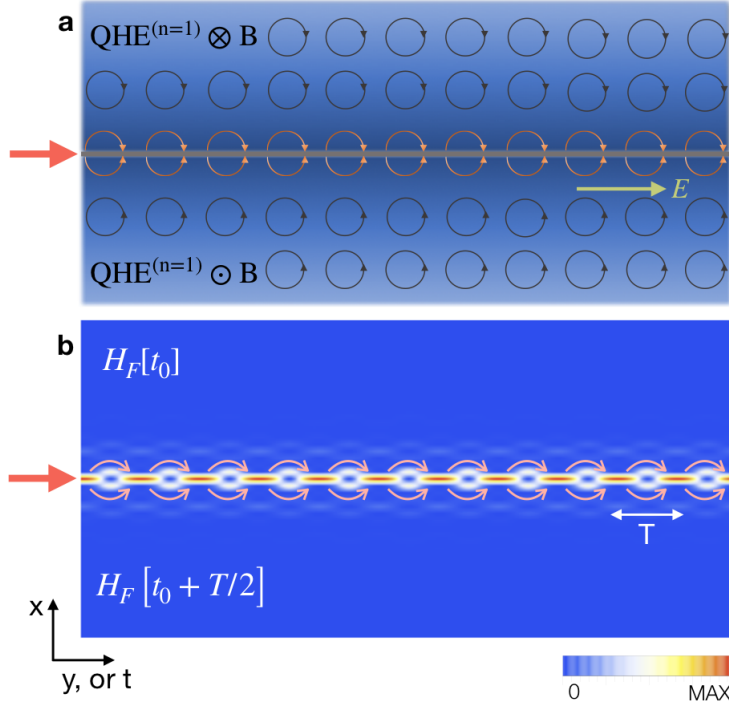 a
QHE⁽ⁿ⁼¹⁾ ⊗ B
E
QHE⁽ⁿ⁼¹⁾ ⊙ B
b
H_F[t_0]
T
H_F [t_0 + T/2]
x
y, or t
0 MAX